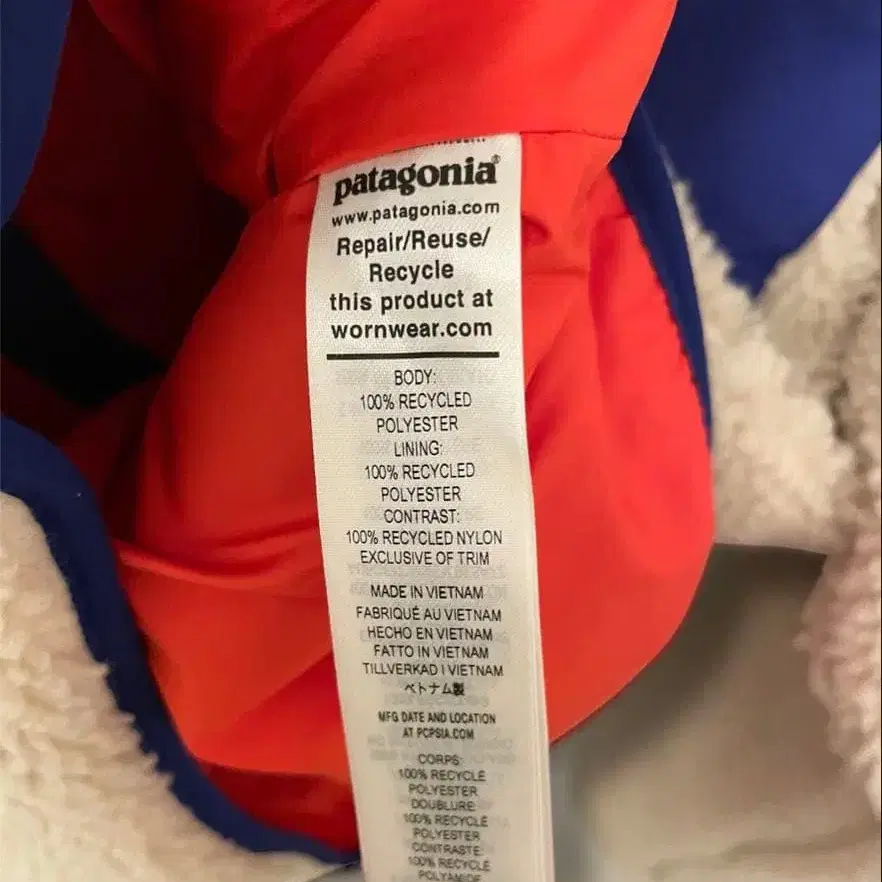 patagonia®
www.patagonia.com
Repair/Reuse/
Recycle
this product at
wornwear.com
BODY:
100% RECYCLED
POLYESTER
LINING:
100% RECYCLED
POLYESTER
CONTRAST:
100% RECYCLED NYLON
EXCLUSIVE OF TRIM
MADE IN VIETNAM
FABRIQUÉ AU VIETNAM
HECHO EN VIETNAM
FATTO IN VIETNAM
TILLVERKAD I VIETNAM
ベトナム製
MFG DATE AND LOCATION
AT PCPSIA.COM
CORPS:
100% RECYCLÉ
POLYESTER
DOUBLURE:
100% RECYCLÉ
POLYESTER
CONTRASTE:
100% RECYCLÉ
POLYAMIDE